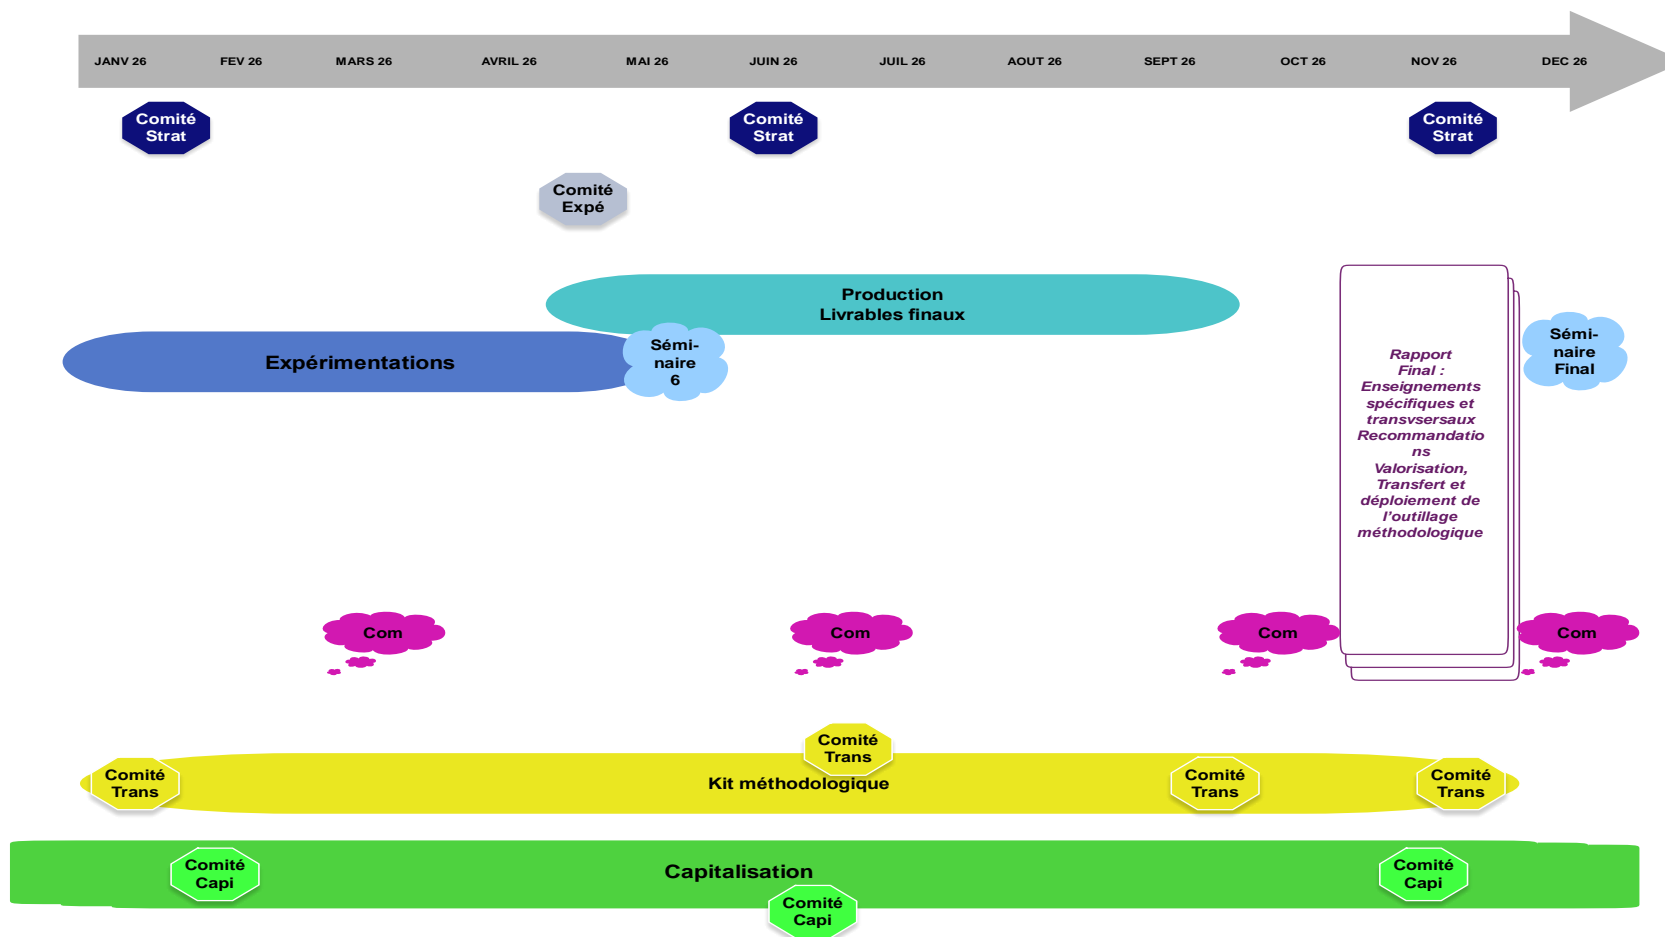 JANV 26 FEV 26 MARS 26 AVRIL 26 MAI 26 JUIN 26 JUIL 26 AOUT 26 SEPT 26 OCT 26 NOV 26 DEC 26
Comité
Strat
Comité
Strat
Comité
Strat
Comité
Expé
Production
Livrables finaux
Expérimentations
Sémi-
naire
6
Rapport
Final :
Enseignements
spécifiques et
transvsersaux
Recommandatio
ns
Valorisation,
Transfert et
déploiement de
l'outillage
méthodologique
Sémi-
naire
Final
Com
Com
Com
Com
Comité
Trans
Comité
Trans
Kit méthodologique
Comité
Trans
Comité
Trans
Comité
Capi
Capitalisation
Comité
Capi
Comité
Capi